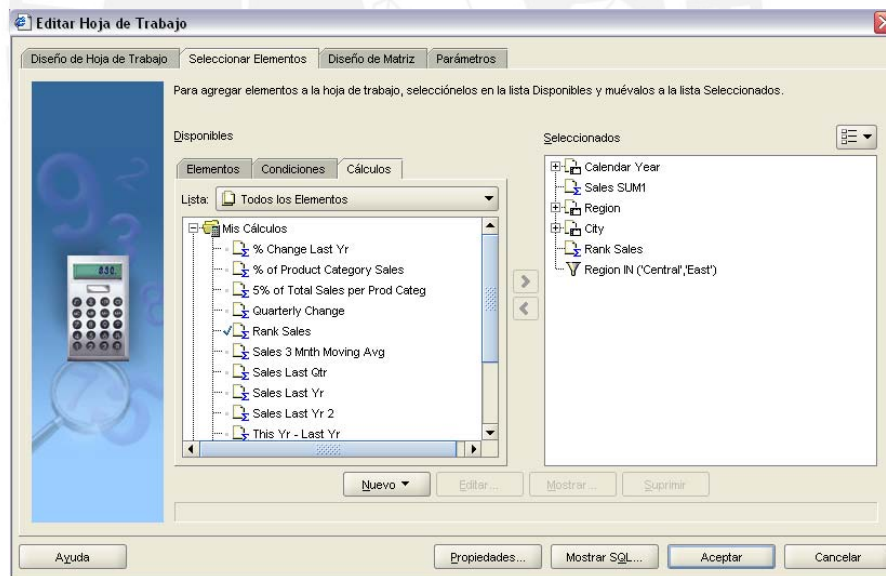 Editar Hoja de Trabajo
Diseño de Hoja de Trabajo Seleccionar Elementos Diseño de Matriz Parámetros
Para agregar elementos a la hoja de trabajo, selecciónelos en la lista Disponibles y muévalos a la lista Seleccionados.
Disponibles
Elementos Condiciones Cálculos
Lista: Todos los Elementos
Mis Cálculos
% Change Last Yr
% of Product Category Sales
5% of Total Sales per Prod Categ
Quarterly Change
Rank Sales
Sales 3 Mnth Moving Avg
Sales Last Qtr
Sales Last Yr
Sales Last Yr 2
This Yr - Last Yr
Seleccionados
Calendar Year
Sales SUM1
Region
City
Rank Sales
Region IN ('Central','East')
Nuevo Editar... Mostrar... Suprimir
Ayuda Propiedades... Mostrar SQL... Aceptar Cancelar